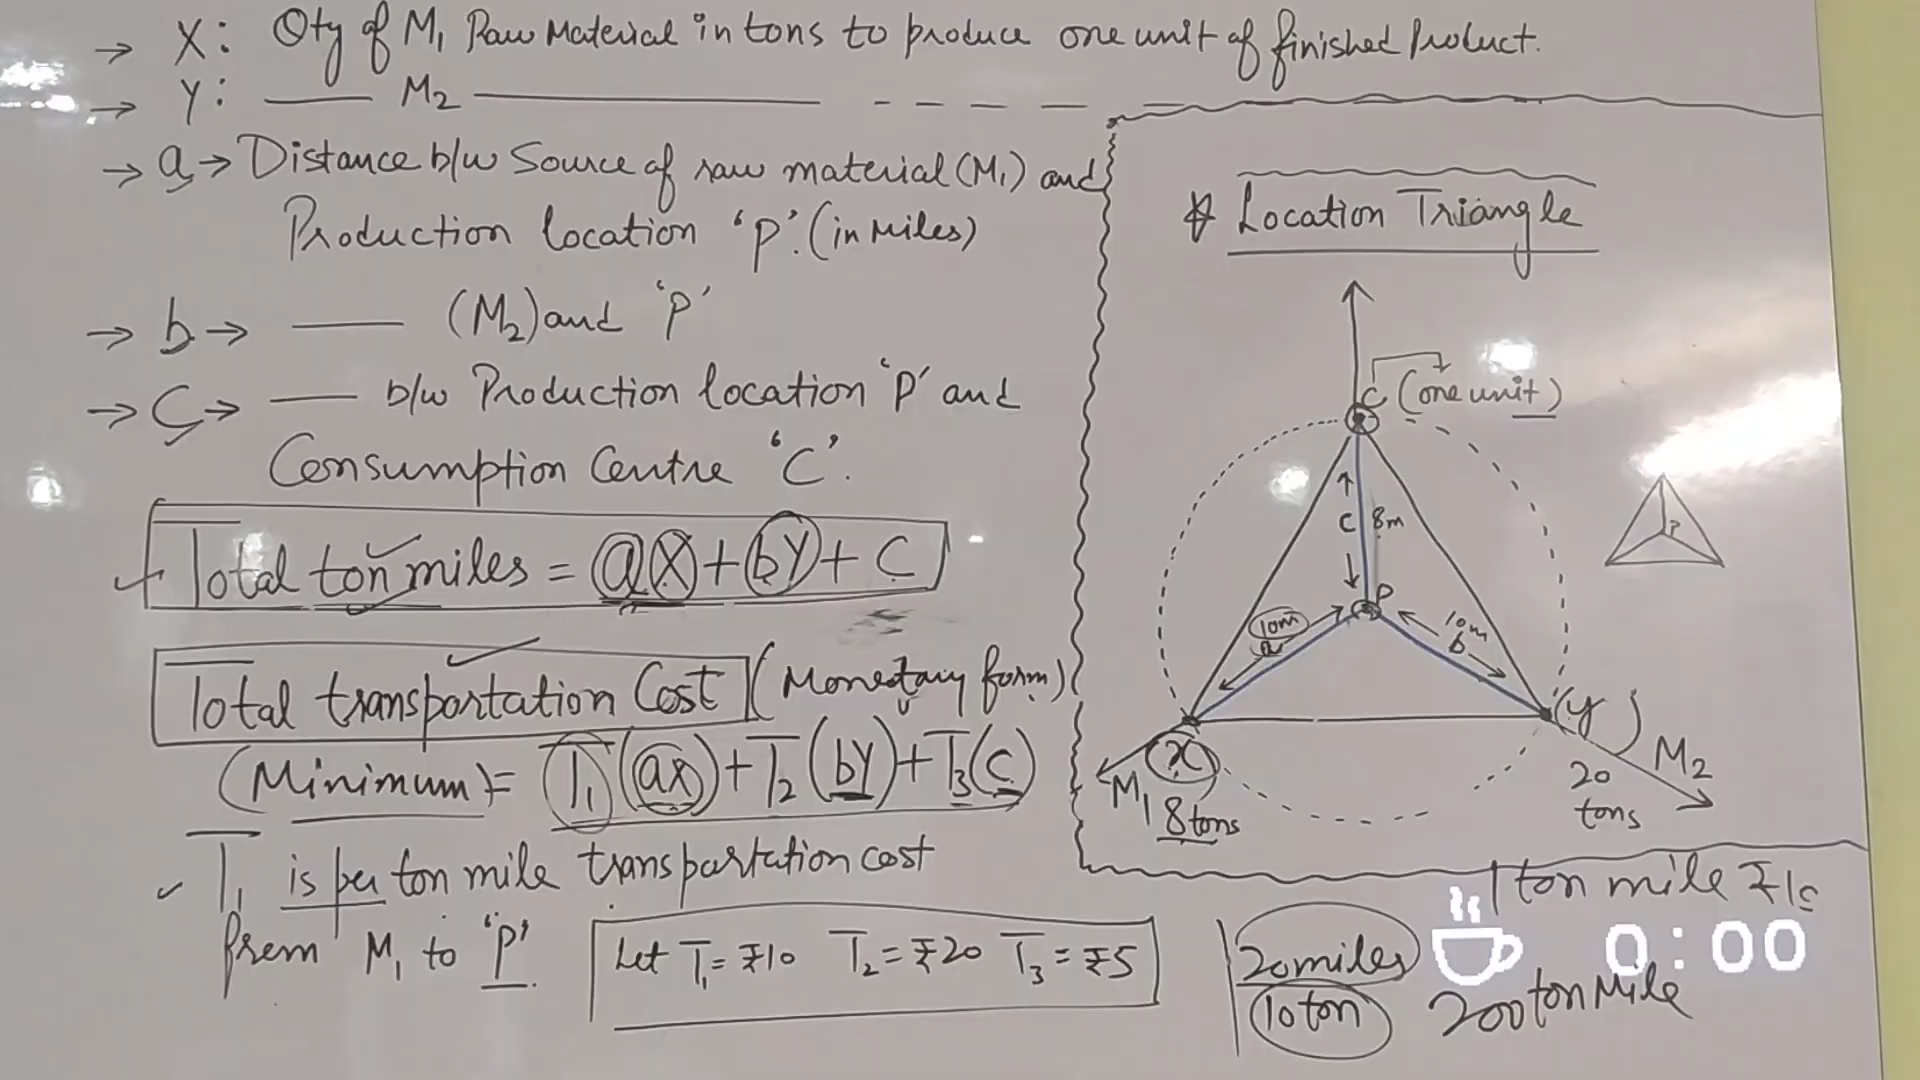 → X: Qty of M1 Raw Material in tons to produce one unit of finished Product.
→ Y: —— M2 ——————— - - - - -
→ a → Distance b/w Source of raw material (M1) and
Production location 'P'. (in Miles)
→ b → —— (M2) and 'P'
→ C → —— b/w Production location 'P' and
Consumption Centre 'C'.
Total ton miles = aX + bY + C
Total transportation Cost (Monetary form)
(Minimum) = T1 (ax) + T2 (bY) + T3 (c)
T1 is per ton mile transportation cost
from M1 to 'P'.
Let T1 = ₹10 T2 = ₹20 T3 = ₹5
Location Triangle
C (one unit)
C 8m
P
P
10m
a
10m
b
x
(y)
M1
8 tons
M2
20
tons
1 ton mile ₹10
20 miles
10 ton
0:00
200 ton Mile